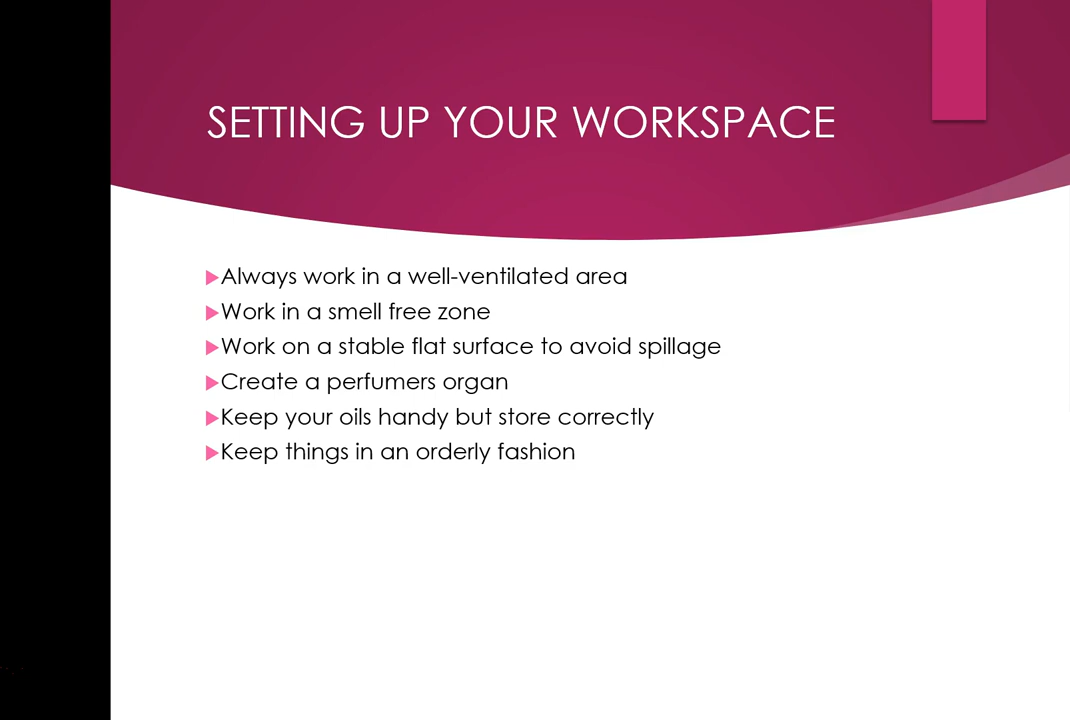 SETTING UP YOUR WORKSPACE
Always work in a well-ventilated area
Work in a smell free zone
Work on a stable flat surface to avoid spillage
Create a perfumers organ
Keep your oils handy but store correctly
Keep things in an orderly fashion